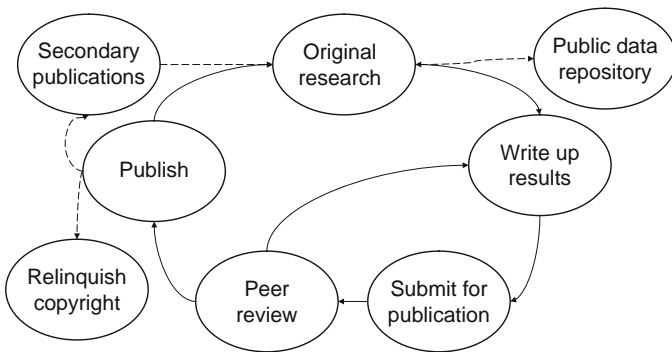 Secondary
publications
Original
research
Public data
repository
Publish
Write up
results
Relinquish
copyright
Peer
review
Submit for
publication